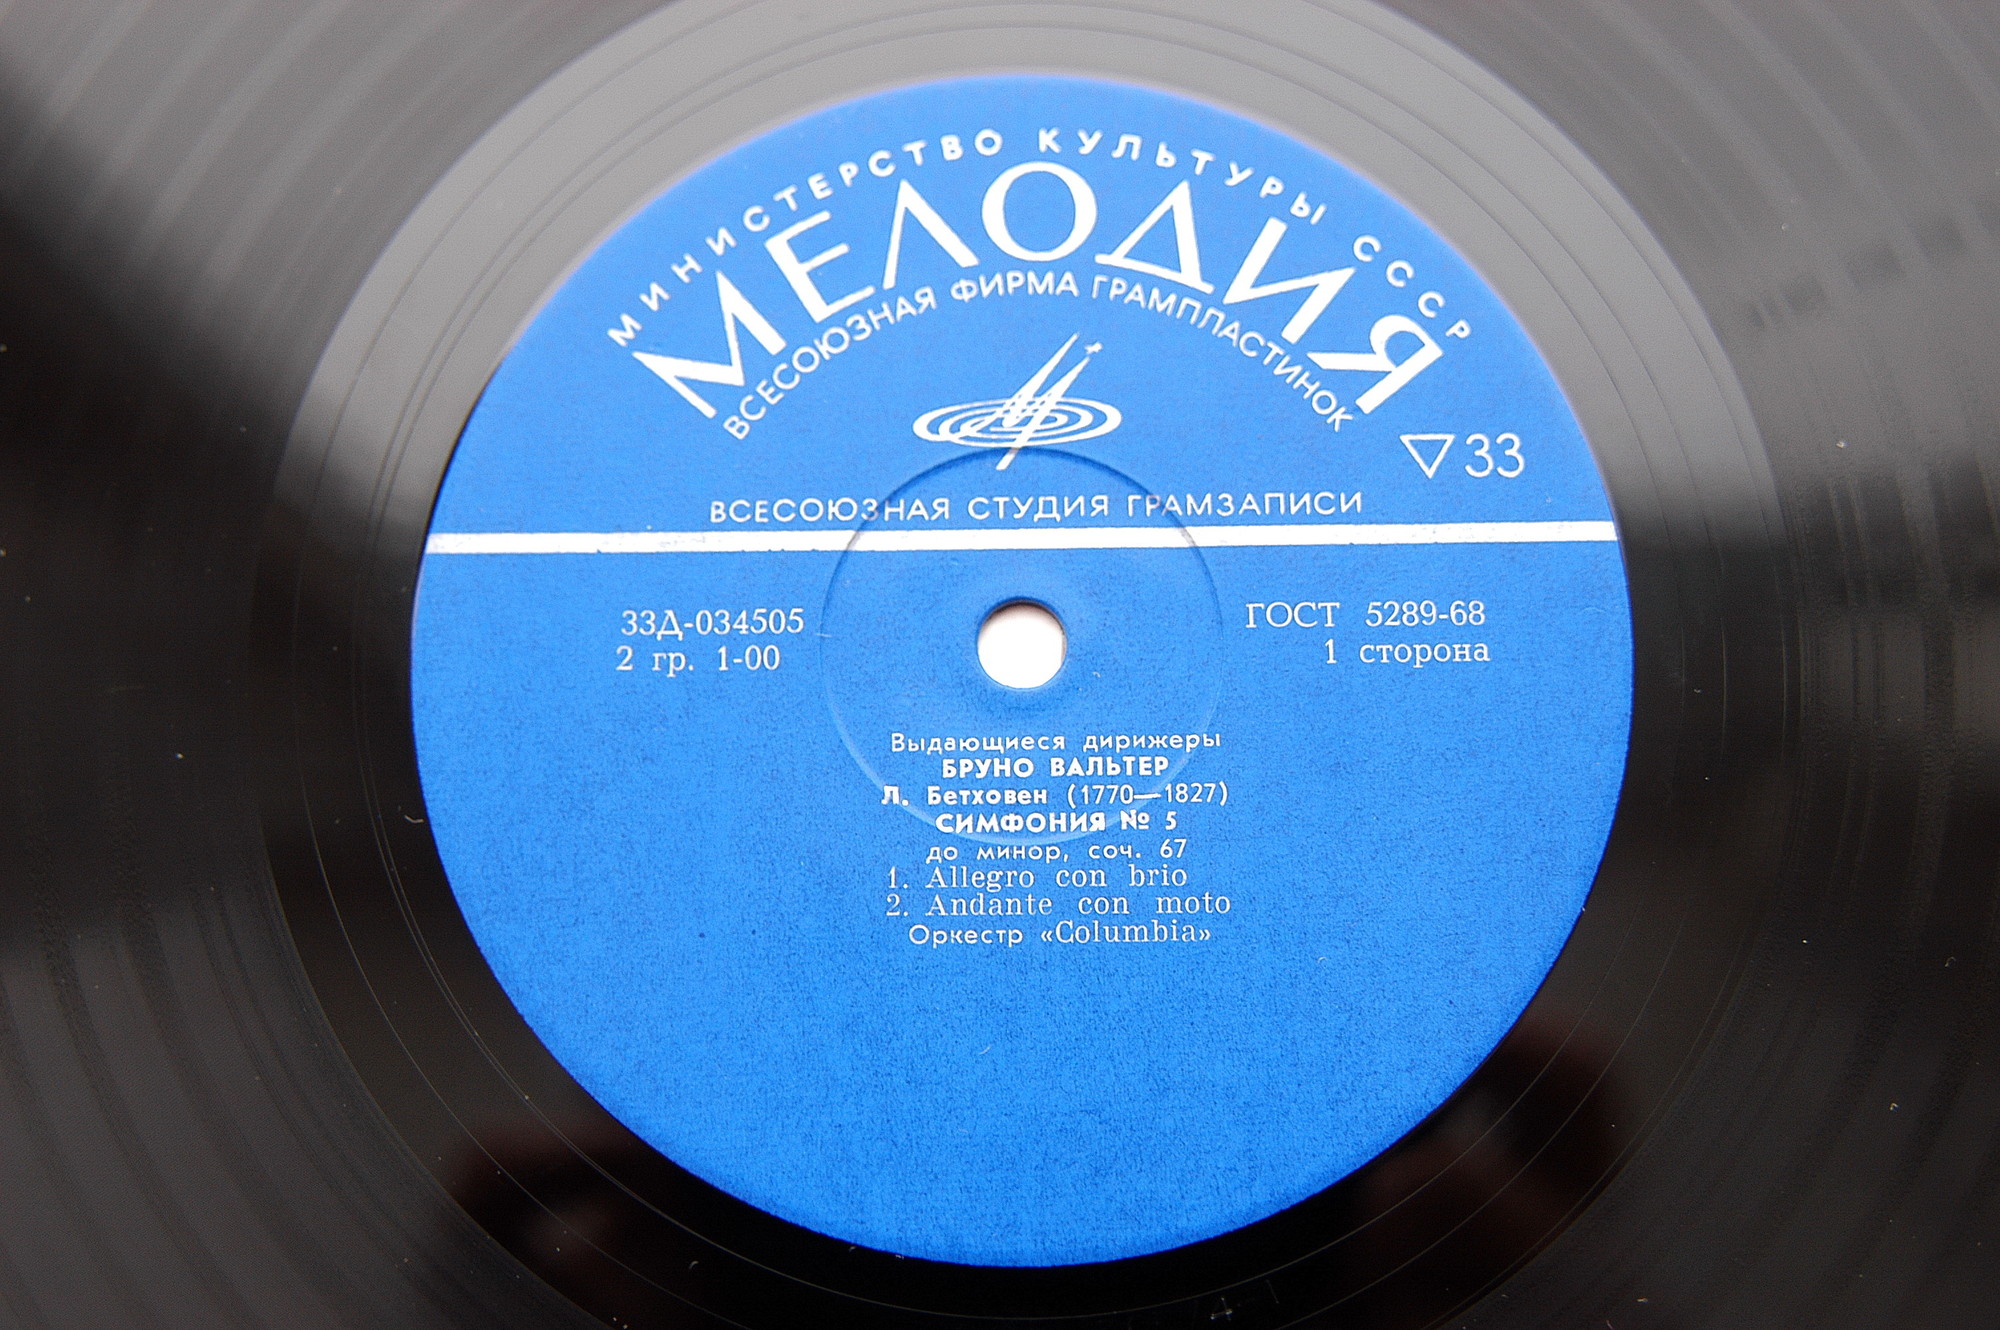 МИНИСТЕРСТВО КУЛЬТУРЫ СССР
МЕЛОДИЯ
ВСЕСОЮЗНАЯ ФИРМА ГРАМПЛАСТИНОК
▽33
ВСЕСОЮЗНАЯ СТУДИЯ ГРАМЗАПИСИ
33Д-034505
2 гр. 1-00
ГОСТ 5289-68
1 сторона
Выдающиеся дирижеры
БРУНО ВАЛЬТЕР
Л. Бетховен (1770—1827)
СИМФОНИЯ № 5
до минор, соч. 67
1. Allegro con brio
2. Andante con moto
Оркестр «Columbia»